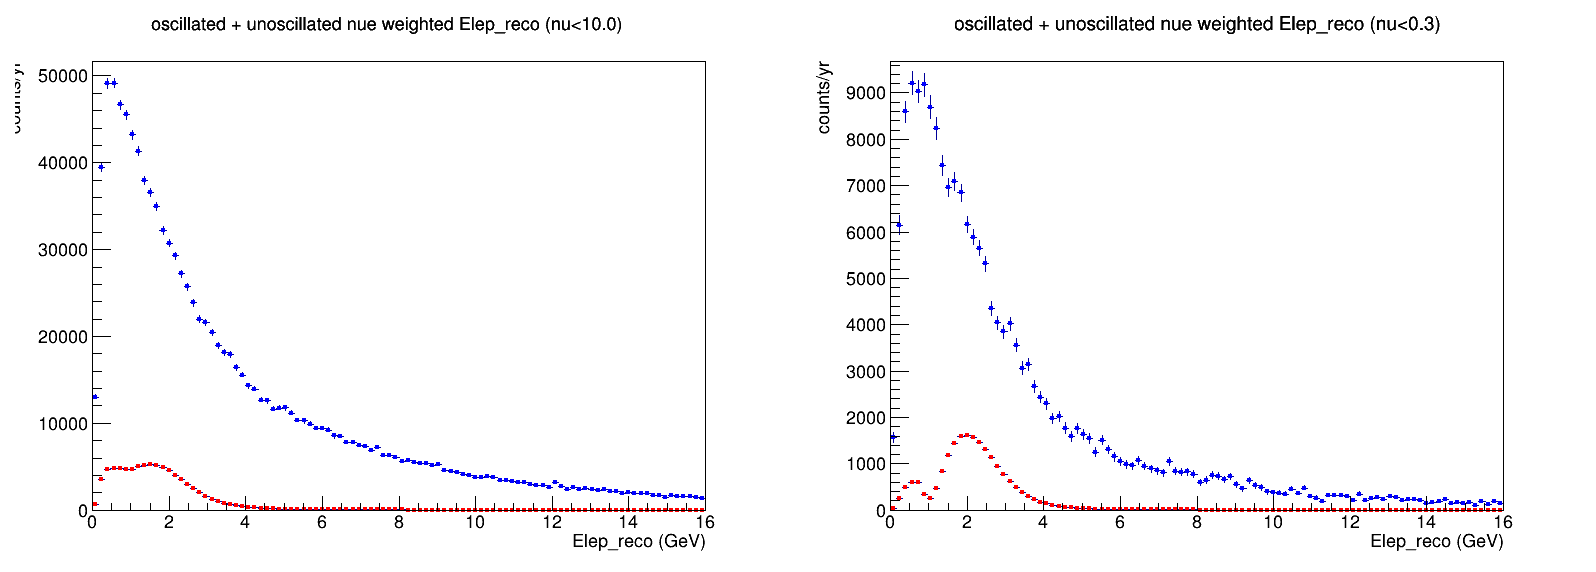 oscillated + unoscillated nue weighted Elep_reco (nu<10.0)
counts/yr
50000
40000
30000
20000
10000
0
0 2 4 6 8 10 12 14 16
Elep_reco (GeV)
oscillated + unoscillated nue weighted Elep_reco (nu<0.3)
counts/yr
9000
8000
7000
6000
5000
4000
3000
2000
1000
0
0 2 4 6 8 10 12 14 16
Elep_reco (GeV)